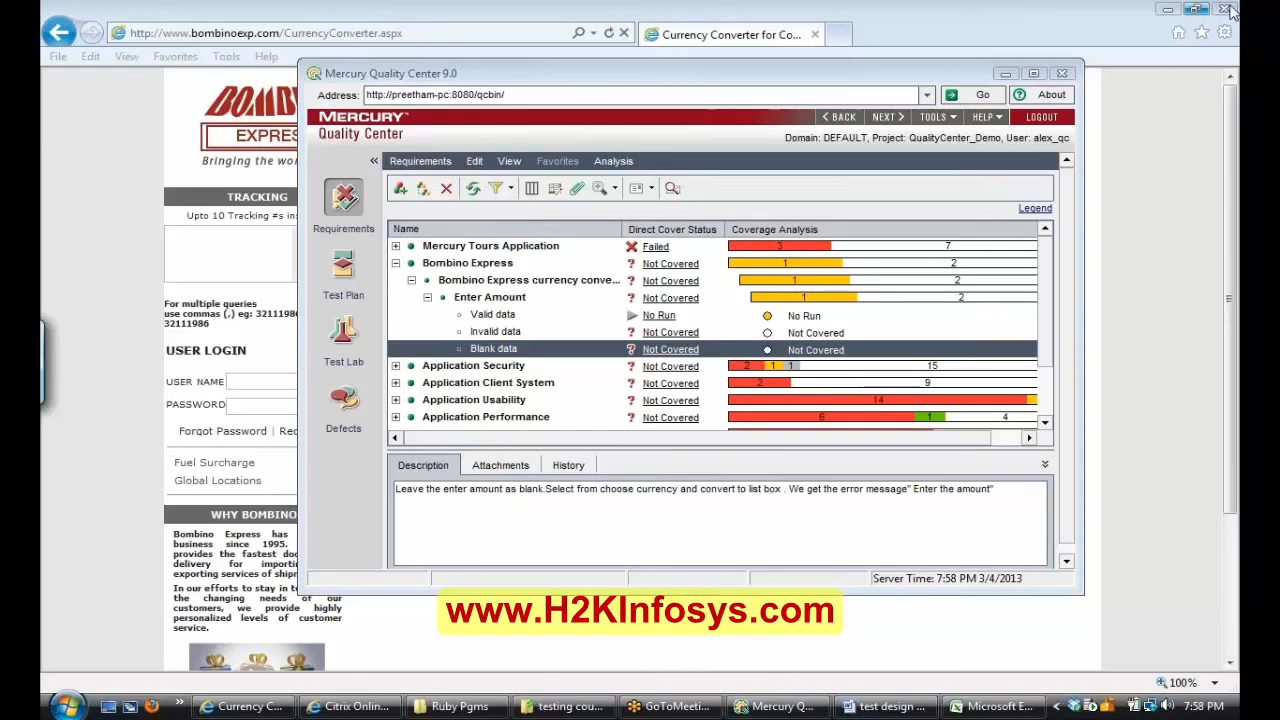 http://www.bombinoexp.com/CurrencyConverter.aspx
Currency Converter for Co...
File Edit View Favorites Tools Help
BOMB
EXPRE
Bringing the wo
TRACKING
Upto 10 Tracking #s in
For multiple queries
use commas (,) eg: 3211198
32111986
USER LOGIN
USER NAME
PASSWORD
Forgot Password | Re
Fuel Surcharge
Global Locations
WHY BOMBINO
Bombino Express has
business since 1995.
provides the fastest do
delivery for importi
exporting services of ship
In our efforts to stay in t
the changing needs of our
customers, we provide highly
personalized levels of customer
service.
Mercury Quality Center 9.0
Address: http://preetham-pc:8080/qcbin/ Go About
MERCURY
Quality Center
BACK NEXT TOOLS HELP LOGOUT
Domain: DEFAULT, Project: QualityCenter_Demo, User: alex_qc
Requirements Edit View Favorites Analysis
Requirements
Test Plan
Test Lab
Defects
Legend
Name Direct Cover Status Coverage Analysis
Mercury Tours Application Failed 3 7
Bombino Express Not Covered 1 2
Bombino Express currency conve... Not Covered 1 2
Enter Amount Not Covered 1 2
Valid data No Run No Run
Invalid data Not Covered Not Covered
Blank data Not Covered Not Covered
Application Security Not Covered 2 1 1 15
Application Client System Not Covered 2 9
Application Usability Not Covered 14
Application Performance Not Covered 6 1 4
Description Attachments History
Leave the enter amount as blank.Select from choose currency and convert to list box . We get the error message" Enter the amount"
Server Time: 7:58 PM 3/4/2013
www.H2KInfosys.com
100%
Currency C... Citrix Onlin... Ruby Pgms testing cou... GoToMeeti... Mercury Q... test design ... Microsoft E... 7:58 PM